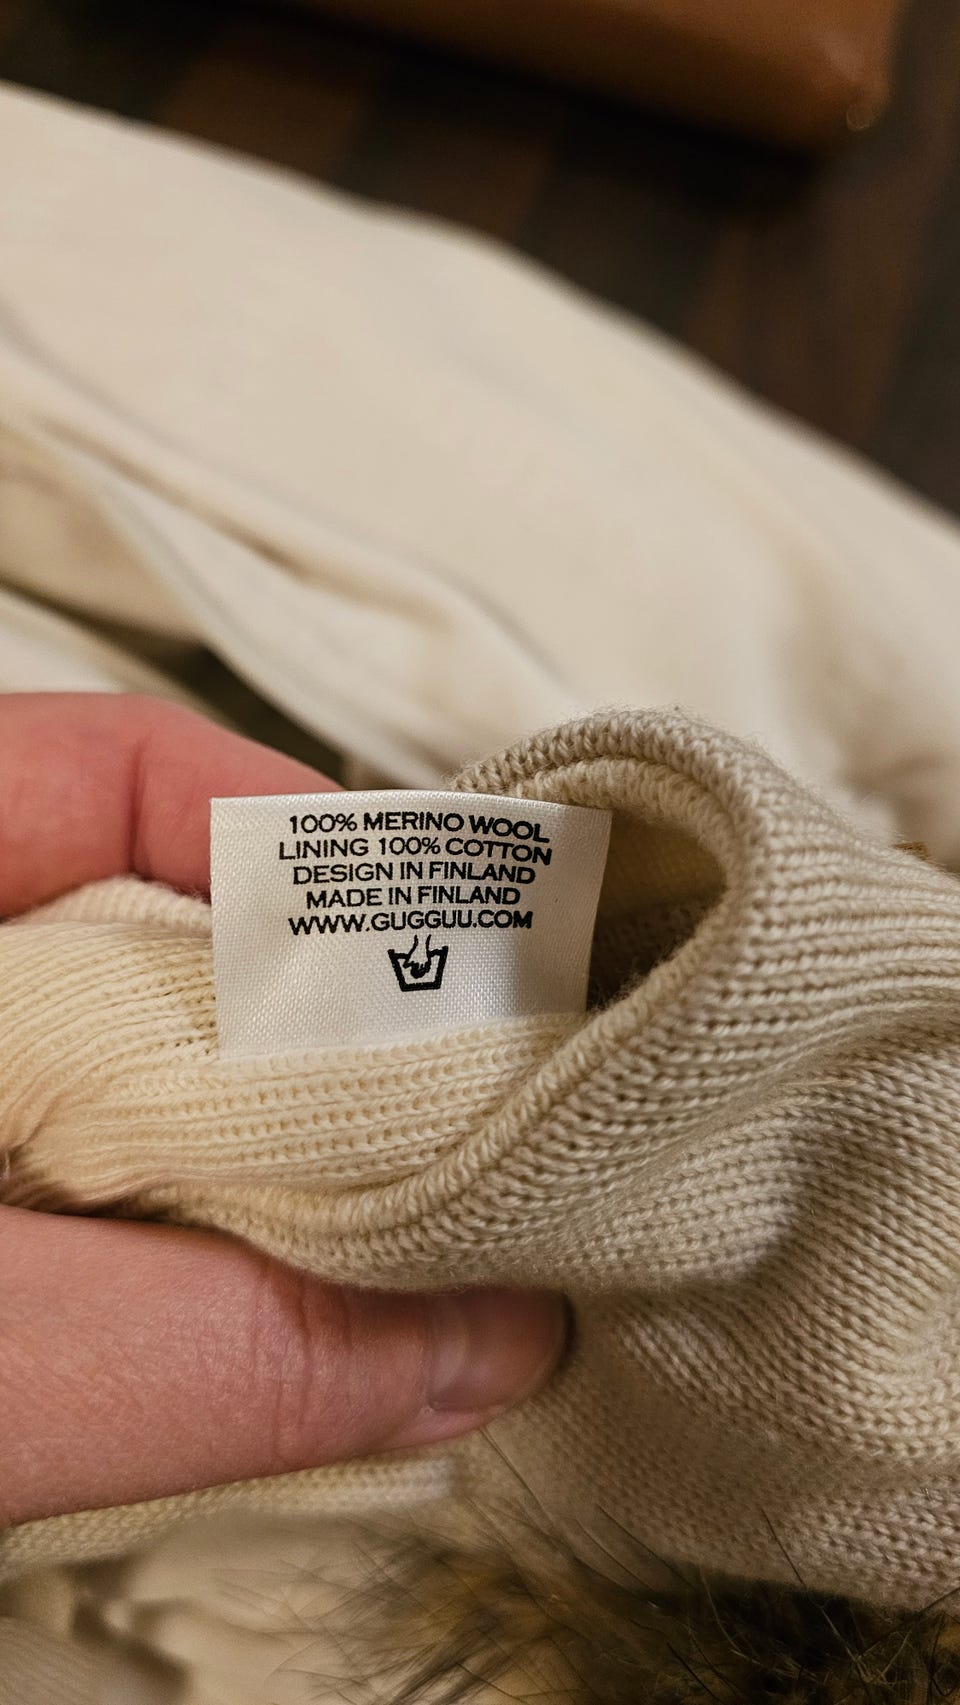 100% MERINO WOOL
LINING 100% COTTON
DESIGN IN FINLAND
MADE IN FINLAND
WWW.GUGGUU.COM